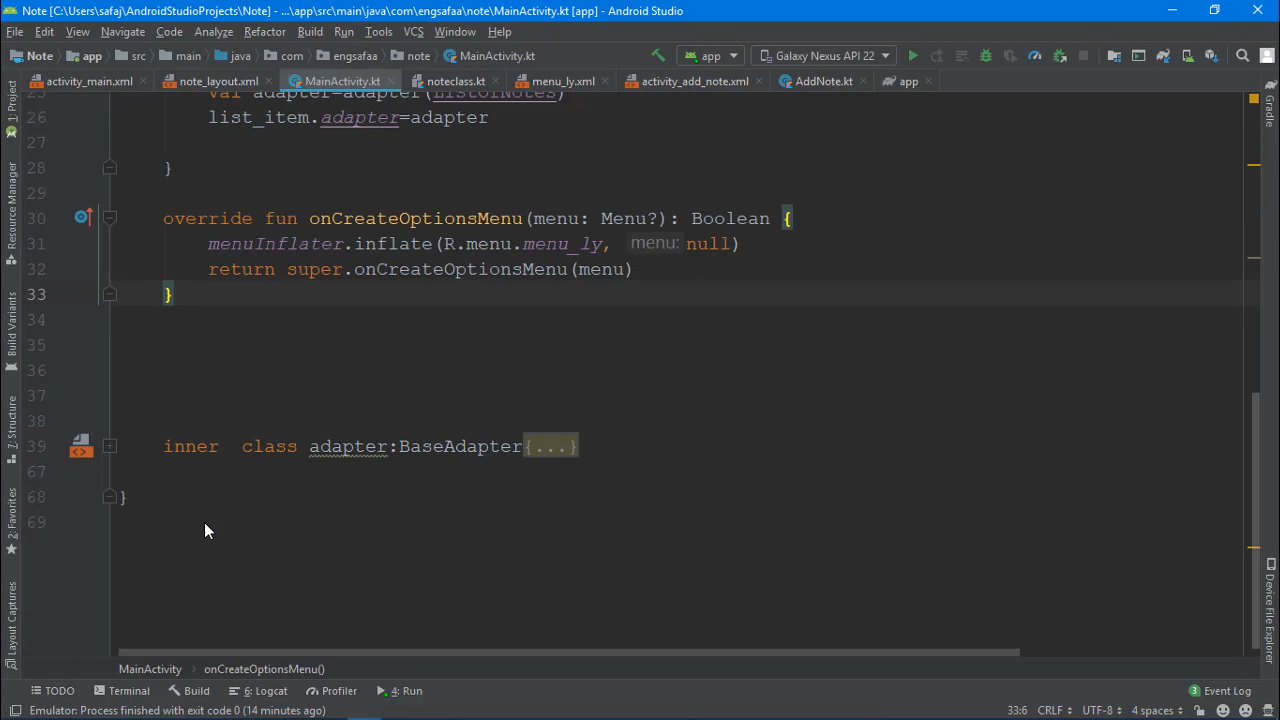 Note [C:\Users\safaj\AndroidStudioProjects\Note] - ...\app\src\main\java\com\engsafaa\note\MainActivity.kt [app] - Android Studio
File Edit View Navigate Code Analyze Refactor Build Run Tools VCS Window Help
Note app src main java com engsafaa note MainActivity.kt app Galaxy Nexus API 22
activity_main.xml note_layout.xml MainActivity.kt noteclass.kt menu_ly.xml activity_add_note.xml AddNote.kt app
1: Project
Resource Manager
Build Variants
7: Structure
2: Favorites
Layout Captures
25 val adapter=adapter(ListOfNotes)
26 list_item.adapter=adapter
27
28 }
29
30 override fun onCreateOptionsMenu(menu: Menu?): Boolean {
31 menuInflater.inflate(R.menu.menu_ly, menu: null)
32 return super.onCreateOptionsMenu(menu)
33 }
34
35
36
37
38
39 inner class adapter:BaseAdapter{...}
67
68 }
69
Gradle
Device File Explorer
MainActivity › onCreateOptionsMenu()
TODO Terminal Build 6: Logcat Profiler 4: Run 3 Event Log
Emulator: Process finished with exit code 0 (14 minutes ago) 33:6 CRLF UTF-8 4 spaces